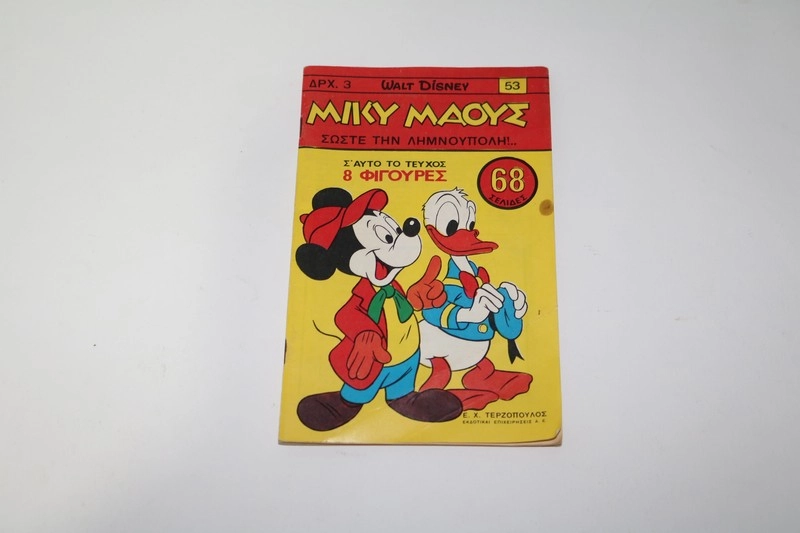 ΔΡΧ. 3 WALT DISNEY 53
ΜΙΚΥ ΜΑΟΥΣ
ΣΩΣΤΕ ΤΗΝ ΛΗΜΝΟΥΠΟΛΗ!..
Σ'ΑΥΤΟ ΤΟ ΤΕΥΧΟΣ
8 ΦΙΓΟΥΡΕΣ
68
ΣΕΛΙΔΕΣ
Ε. Χ. ΤΕΡΖΟΠΟΥΛΟΣ
ΕΚΔΟΤΙΚΑΙ ΕΠΙΧΕΙΡΗΣΕΙΣ Α. Ε.